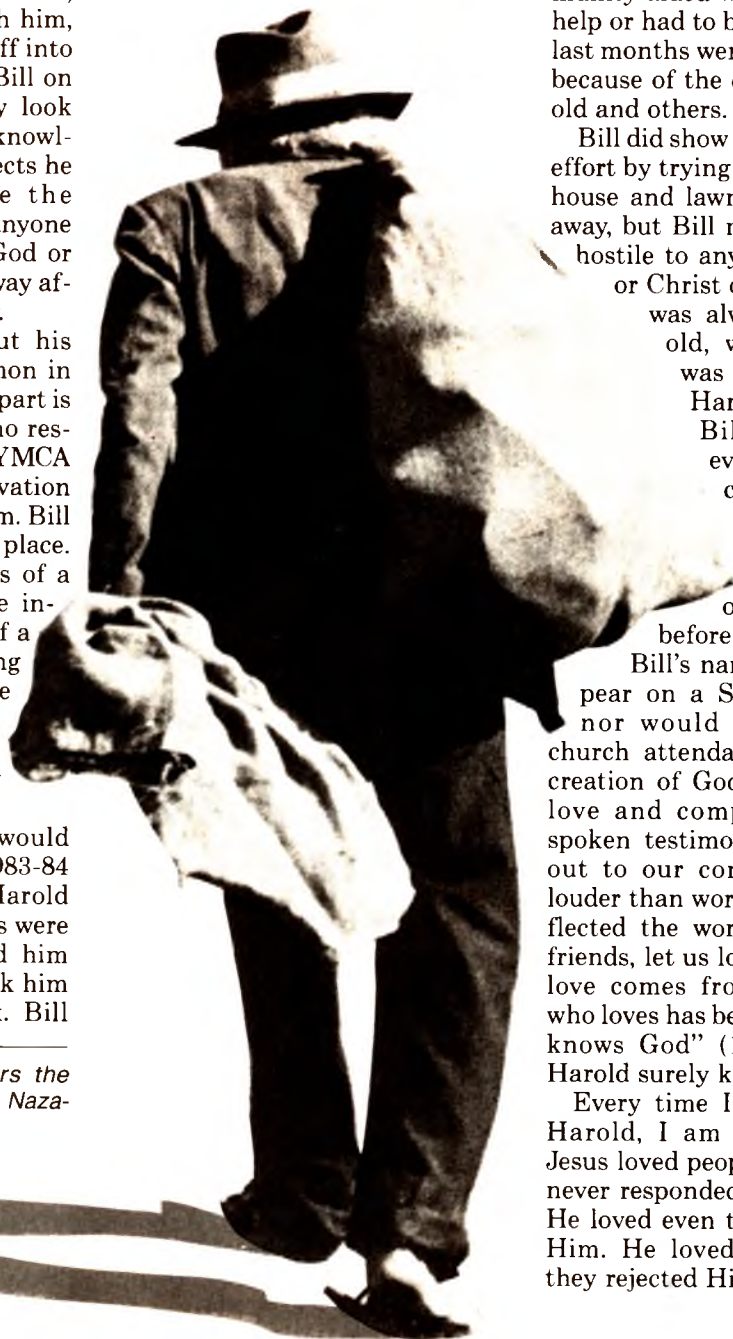 h him,
ff into
Bill on
y look
knowl-
ects he
e the
nyone
God or
vay af-
.
ut his
non in
part is
no res-
YMCA
vation
m. Bill
place.
s of a
e in-
f a
ng
e
would
983-84
Harold
s were
d him
k him
. Bill
rs the
Naza-
help or had to b
last months wer
because of the
old and others.
Bill did show
effort by trying
house and lawn
away, but Bill
hostile to any
or Christ
was alv
old, v
was
Har
Bil
ev
c
o
before
Bill's nar
pear on a S
nor would
church attenda
creation of God
love and comp
spoken testimo
out to our con
louder than wor
flected the wor
friends, let us lo
love comes fro
who loves has be
knows God" (
Harold surely k
Every time I
Harold, I am
Jesus loved peop
never responded
He loved even t
Him. He loved
they rejected Hi